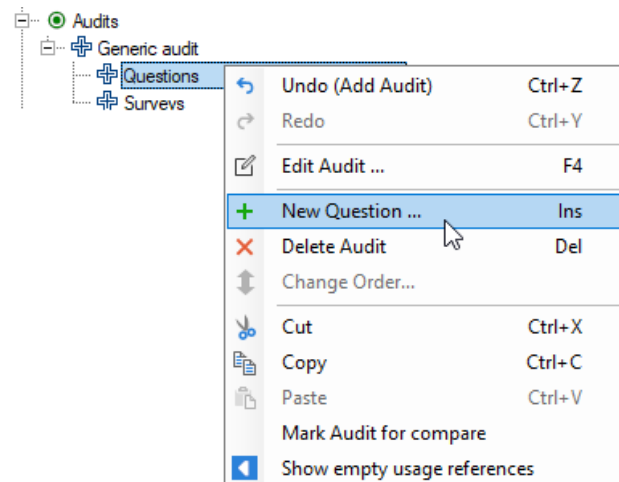 Audits
Generic audit
Questions
Surveys
Undo (Add Audit) Ctrl+Z
Redo Ctrl+Y
Edit Audit ... F4
New Question ... Ins
Delete Audit Del
Change Order...
Cut Ctrl+X
Copy Ctrl+C
Paste Ctrl+V
Mark Audit for compare
Show empty usage references